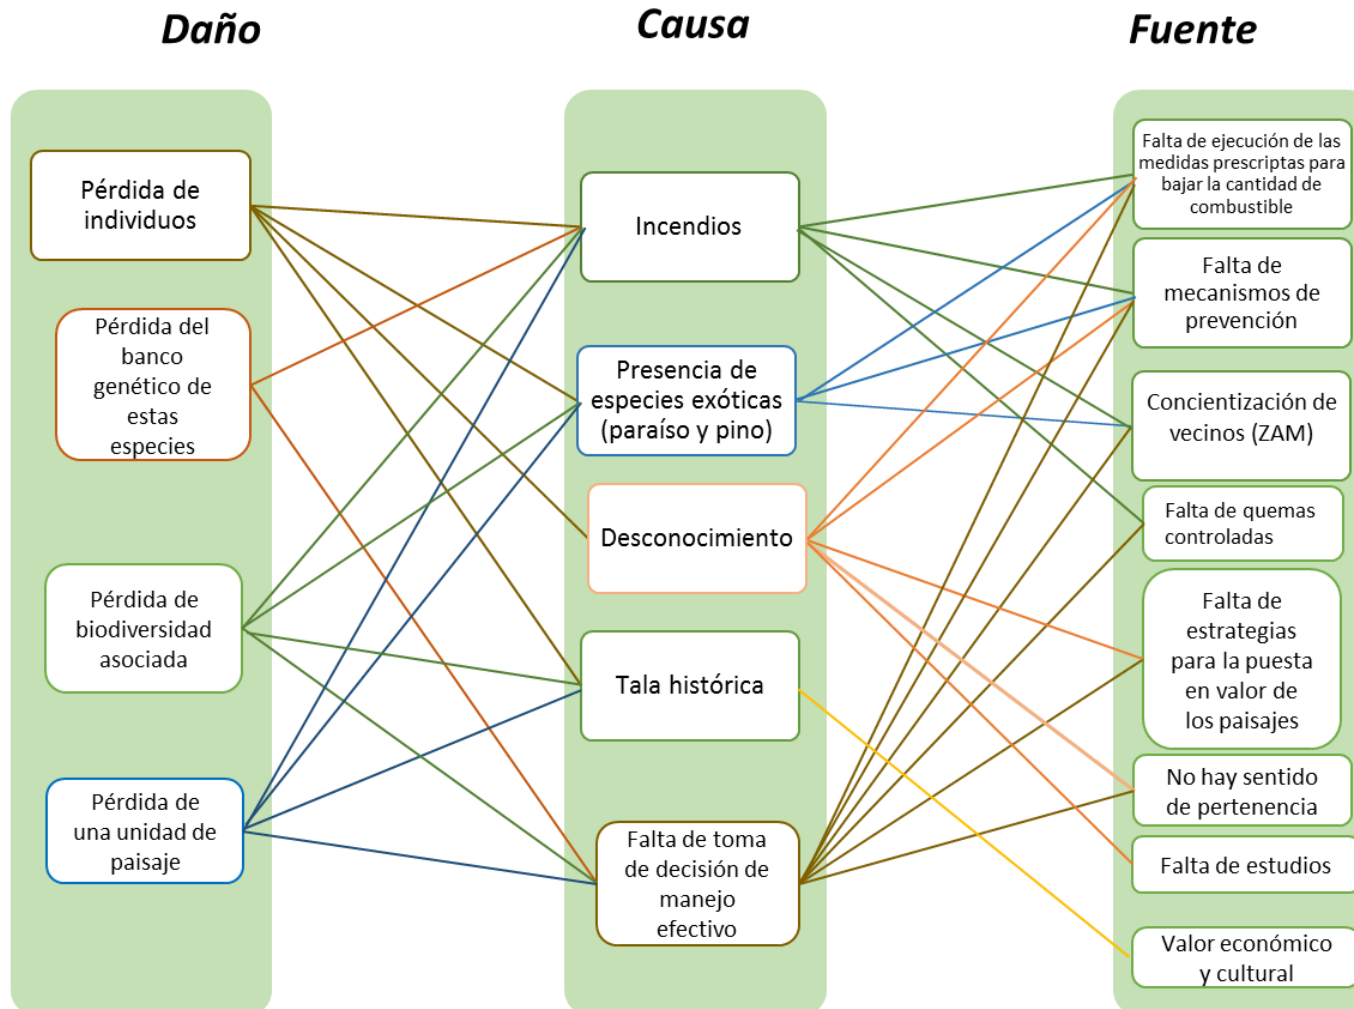 Daño
Causa
Fuente
Pérdida de
individuos
Pérdida del
banco
genético de
estas
especies
Pérdida de
biodiversidad
asociada
Pérdida de
una unidad de
paisaje
Incendios
Presencia de
especies exóticas
(paraíso y pino)
Desconocimiento
Tala histórica
Falta de toma
de decisión de
manejo
efectivo
Falta de ejecución de las
medidas prescriptas para
bajar la cantidad de
combustible
Falta de
mecanismos de
prevención
Concientización de
vecinos (ZAM)
Falta de quemas
controladas
Falta de
estrategias
para la puesta
en valor de
los paisajes
No hay sentido
de pertenencia
Falta de estudios
Valor económico
y cultural